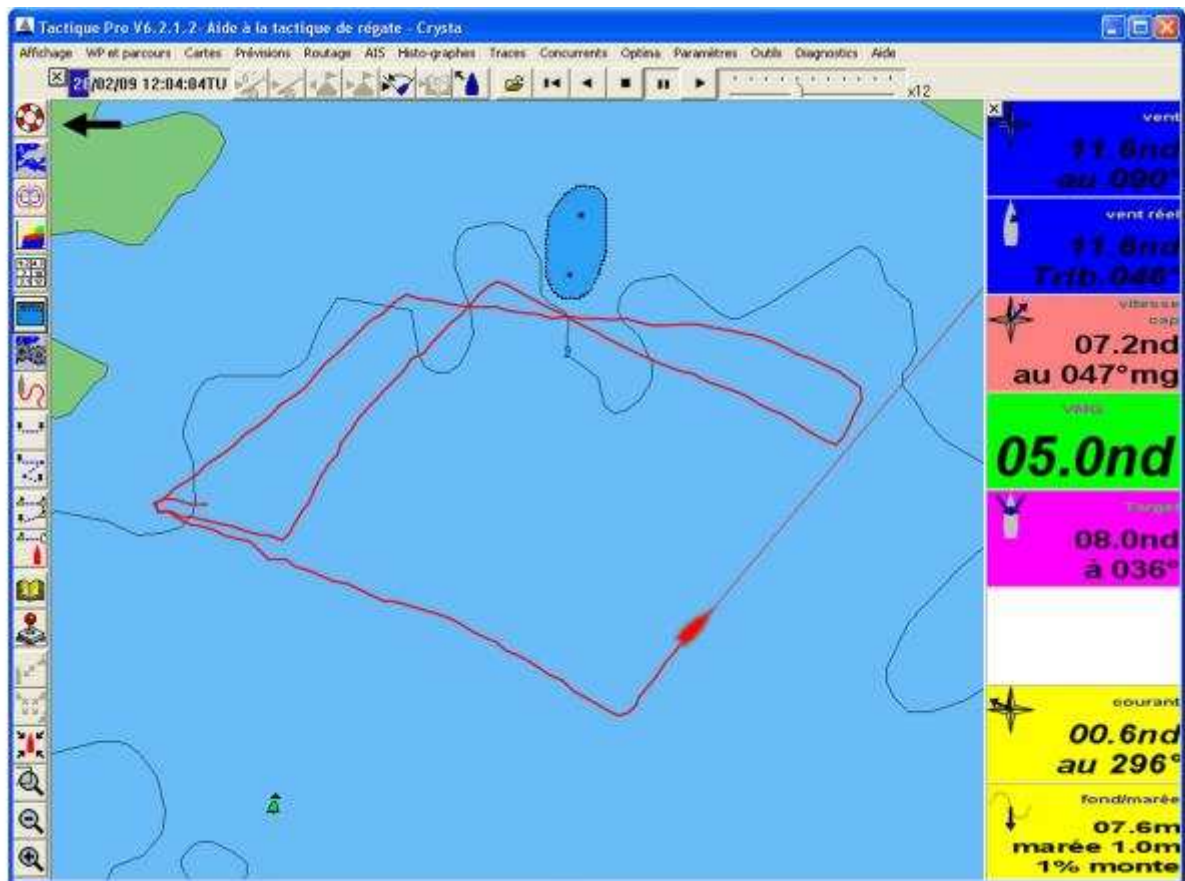 Tactique Pro V6.2.1.2- Aide à la tactique de régate - Crysta
Affichage WP et parcours Cartes Prévisions Routage AIS Histo-graphes Traces Concurrents Optima Paramètres Outils Diagnostics Aide
/02/09 12:04:04TU
x12
vent
11.6nd
au 090°
vent réel
11.6nd
Trib.046°
vitesse
cap
07.2nd
au 047°mg
VMG
05.0nd
Target
08.0nd
à 036°
courant
00.6nd
au 296°
fond/marée
07.6m
marée 1.0m
1% monte